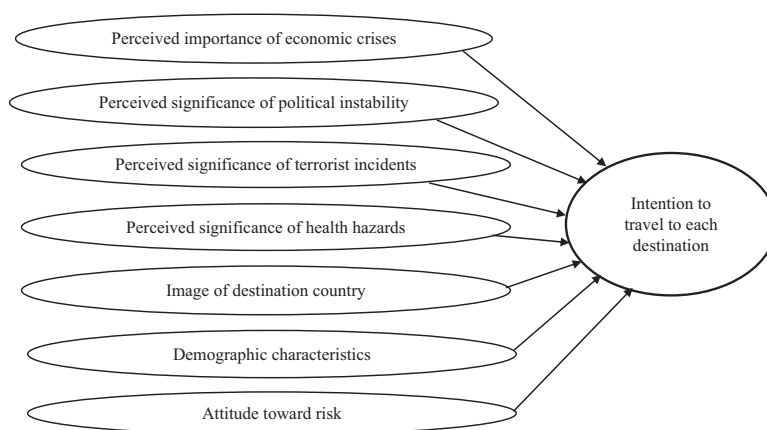 Perceived importance of economic crises
Perceived significance of political instability
Perceived significance of terrorist incidents
Perceived significance of health hazards
Image of destination country
Demographic characteristics
Attitude toward risk
Intention to
travel to each
destination